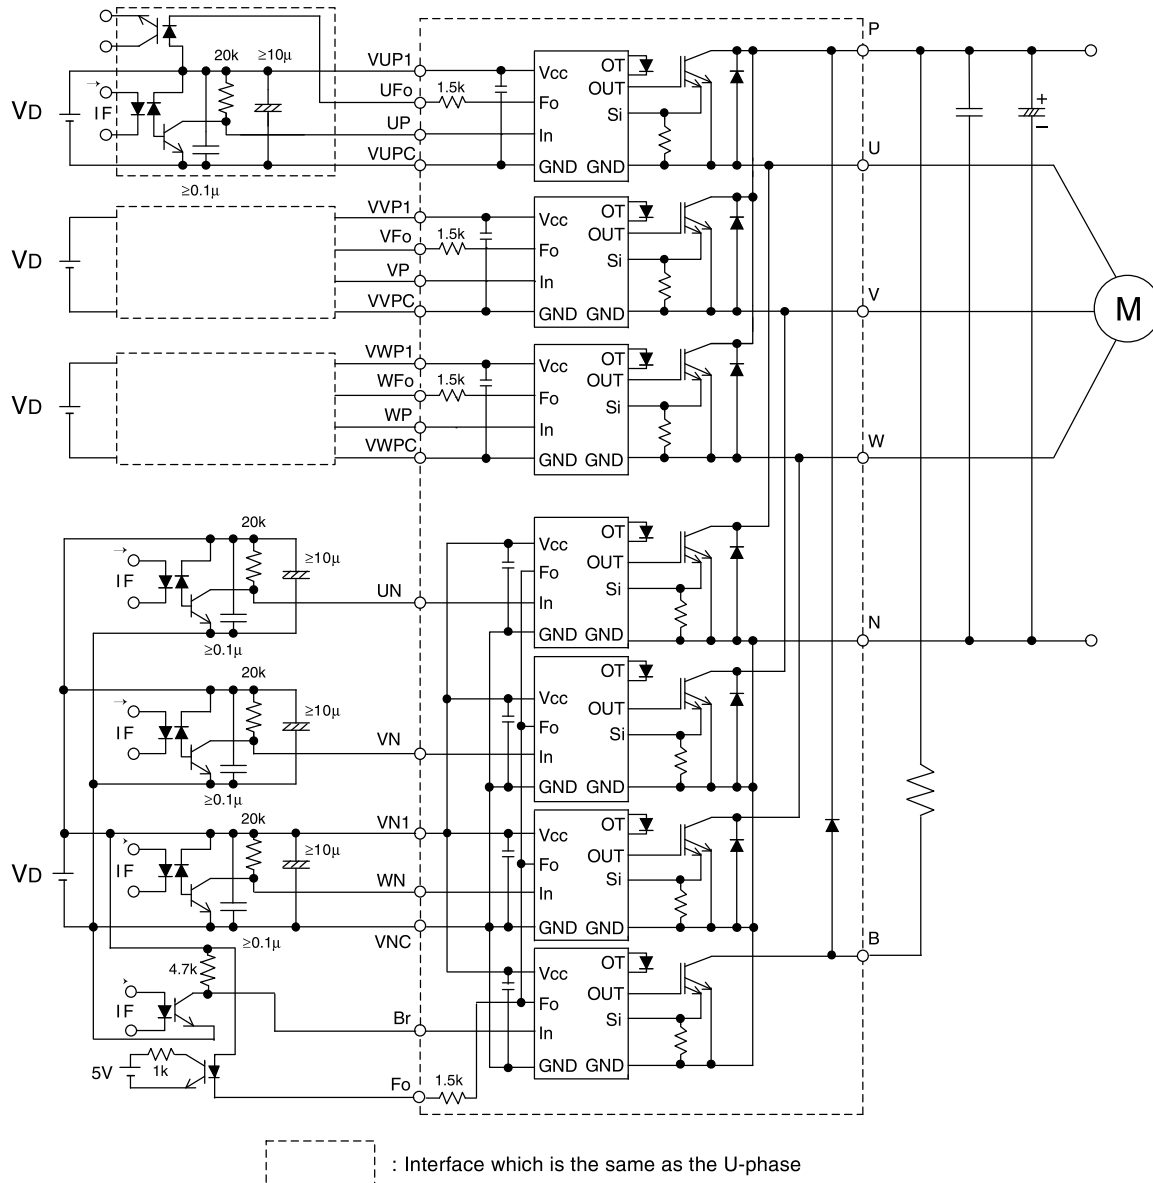 P
20k
≥10µ
VUP1
Vcc
OT
UFo
1.5k
Fo
OUT
VD
IF
Si
UP
In
+
–
VUPC
GND GND
U
≥0.1µ
VVP1
Vcc
OT
VFo
1.5k
Fo
OUT
VD
Si
VP
In
VVPC
GND GND
V
M
VWP1
Vcc
OT
WFo
1.5k
Fo
OUT
VD
Si
WP
In
VWPC
GND GND
W
20k
≥10µ
IF
UN
≥0.1µ
Vcc
OT
Fo
OUT
In
Si
GND GND
N
20k
≥10µ
IF
VN
≥0.1µ
Vcc
OT
Fo
OUT
In
Si
GND GND
20k
VN1
≥10µ
VD
IF
WN
VNC
≥0.1µ
Vcc
OT
Fo
OUT
In
Si
GND GND
B
4.7k
IF
Br
Vcc
OT
Fo
OUT
In
Si
GND GND
5V
1k
Fo
1.5k
: Interface which is the same as the U-phase